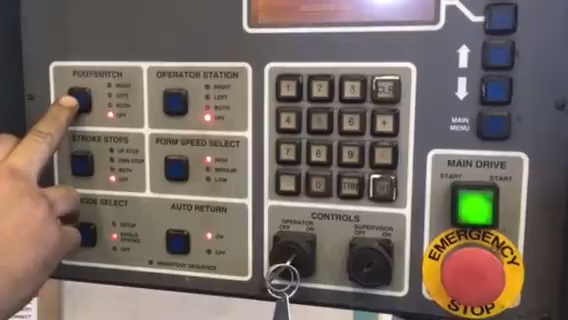 FOOTSWITCH
RIGHT
LEFT
BOTH
OFF
OPERATOR STATION
RIGHT
LEFT
BOTH
OFF
STROKE STOPS
UP STOP
DWN STOP
BOTH
OFF
FORM SPEED SELECT
HIGH
MEDIUM
LOW
MODE SELECT
SETUP
SINGLE
STROKE
OFF
AUTO RETURN
ON
OFF
1 2 3 CLR
4 6 +
7 8 9
0
CONTROLS
OPERATOR
OFF ON
SUPERVISOR
OFF ON
MAIN
MENU
MAIN DRIVE
START START
EMERGENCY
STOP